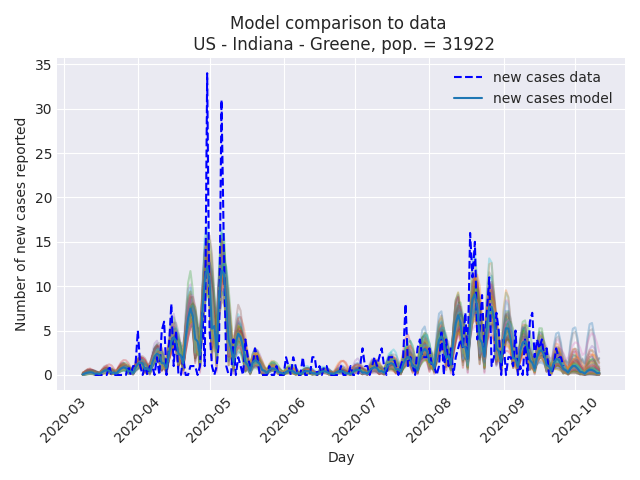 Model comparison to data
US - Indiana - Greene, pop. = 31922
new cases data
new cases model
Number of new cases reported
35
30
25
20
15
10
5
0
2020-03
2020-04
2020-05
2020-06
2020-07
2020-08
2020-09
2020-10
Day